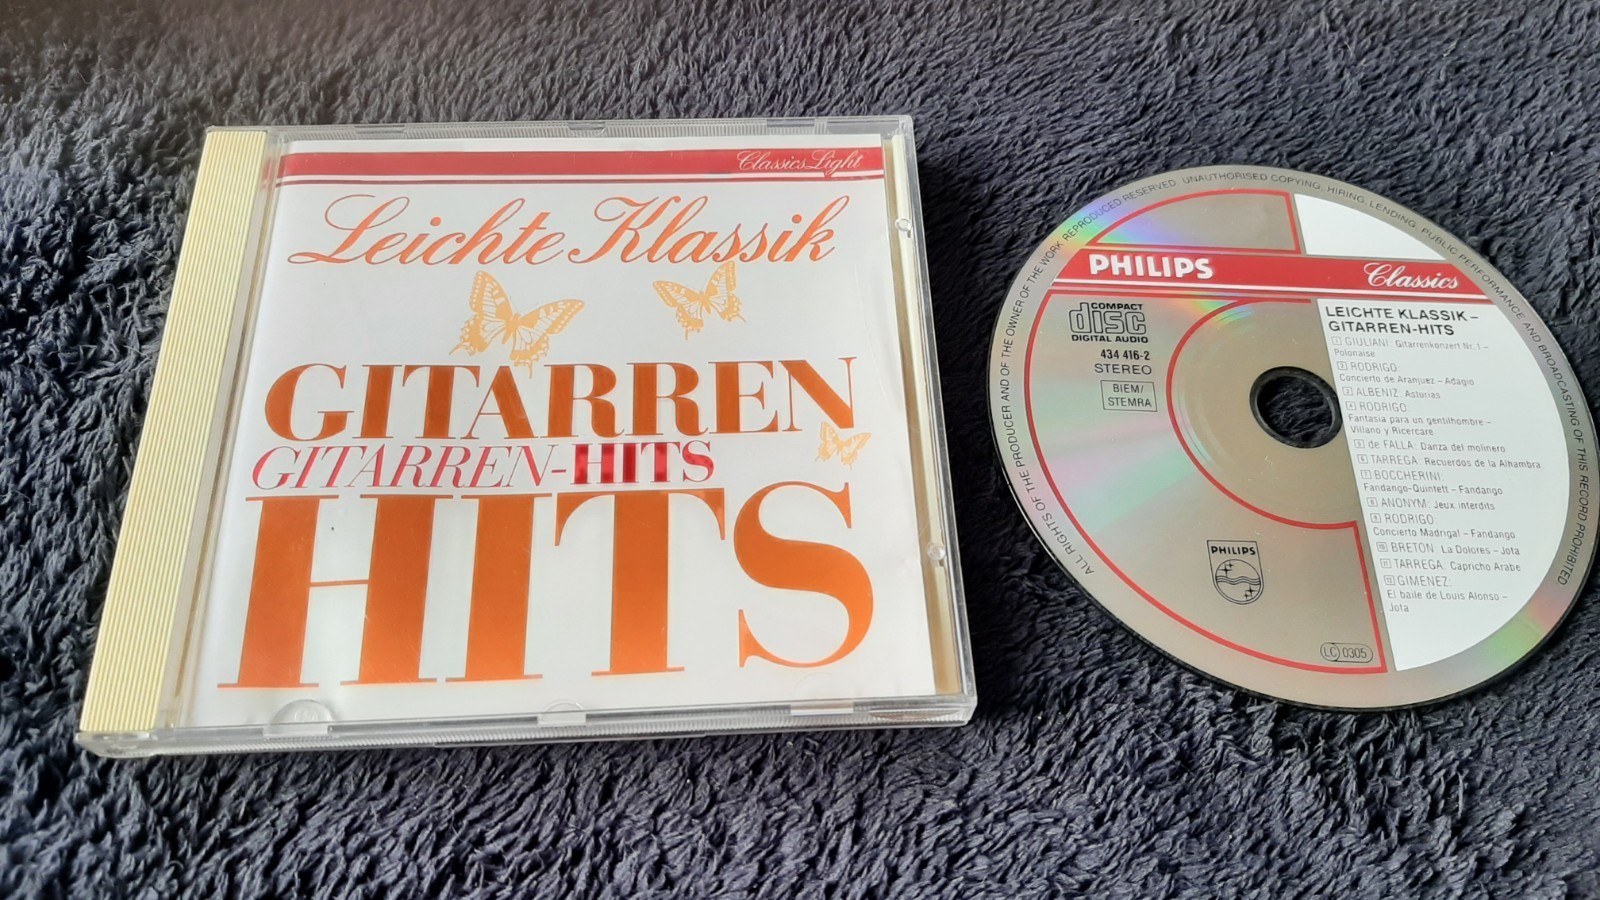 Classics Light
Leichte Klassik
GITARREN
GITARREN-HITS
HITS
ALL RIGHTS OF THE PRODUCER AND OF THE OWNER OF THE WORK REPRODUCED RESERVED. UNAUTHORISED COPYING, HIRING, LENDING, PUBLIC PERFORMANCE AND BROADCASTING OF THIS RECORD PROHIBITED
PHILIPS
Classics
COMPACT
disc
DIGITAL AUDIO
434 416-2
STEREO
BIEM/
STEMRA
PHILIPS
LC 0305
LEICHTE KLASSIK –
GITARREN-HITS
1 GIULIANI: Gitarrenkonzert Nr. 1 –
Polonaise
2 RODRIGO
Concierto de Aranjuez – Adagio
3 ALBENIZ: Asturias
4 RODRIGO:
Fantasia para un gentilhombre –
Villano y Ricercare
5 de FALLA: Danza del molinero
6 TARREGA: Recuerdos de la Alhambra
7 BOCCHERINI:
Fandango-Quintett – Fandango
8 ANONYM: Jeux interdits
9 RODRIGO
Concierto Madrigal – Fandango
10 BRETON: La Dolores – Jota
11 TARREGA: Capricho Arabe
12 GIMENEZ:
El baile de Louis Alonso –
Jota